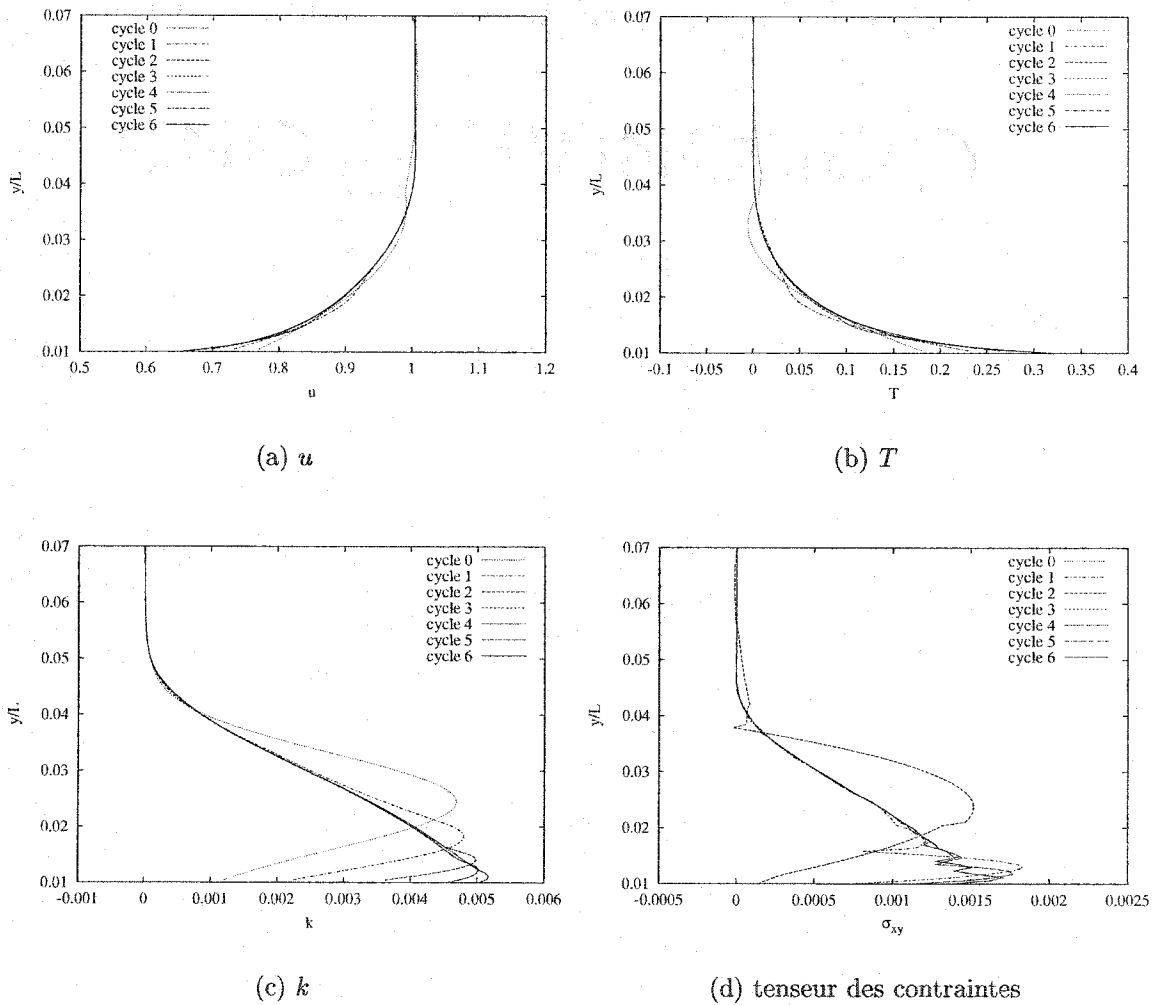 0.07
0.06
0.05
0.04
0.03
0.02
0.01
y/L
cycle 0
cycle 1
cycle 2
cycle 3
cycle 4
cycle 5
cycle 6
0.5 0.6 0.7 0.8 0.9 1 1.1 1.2
u
(a) u
0.07
0.06
0.05
0.04
0.03
0.02
0.01
y/L
cycle 0
cycle 1
cycle 2
cycle 3
cycle 4
cycle 5
cycle 6
-0.1 -0.05 0 0.05 0.1 0.15 0.2 0.25 0.3 0.35 0.4
T
(b) T
0.07
0.06
0.05
0.04
0.03
0.02
0.01
y/L
cycle 0
cycle 1
cycle 2
cycle 3
cycle 4
cycle 5
cycle 6
-0.001 0 0.001 0.002 0.003 0.004 0.005 0.006
k
(c) k
0.07
0.06
0.05
0.04
0.03
0.02
0.01
y/L
cycle 0
cycle 1
cycle 2
cycle 3
cycle 4
cycle 5
cycle 6
-0.0005 0 0.0005 0.001 0.0015 0.002 0.0025
σxy
(d) tenseur des contraintes